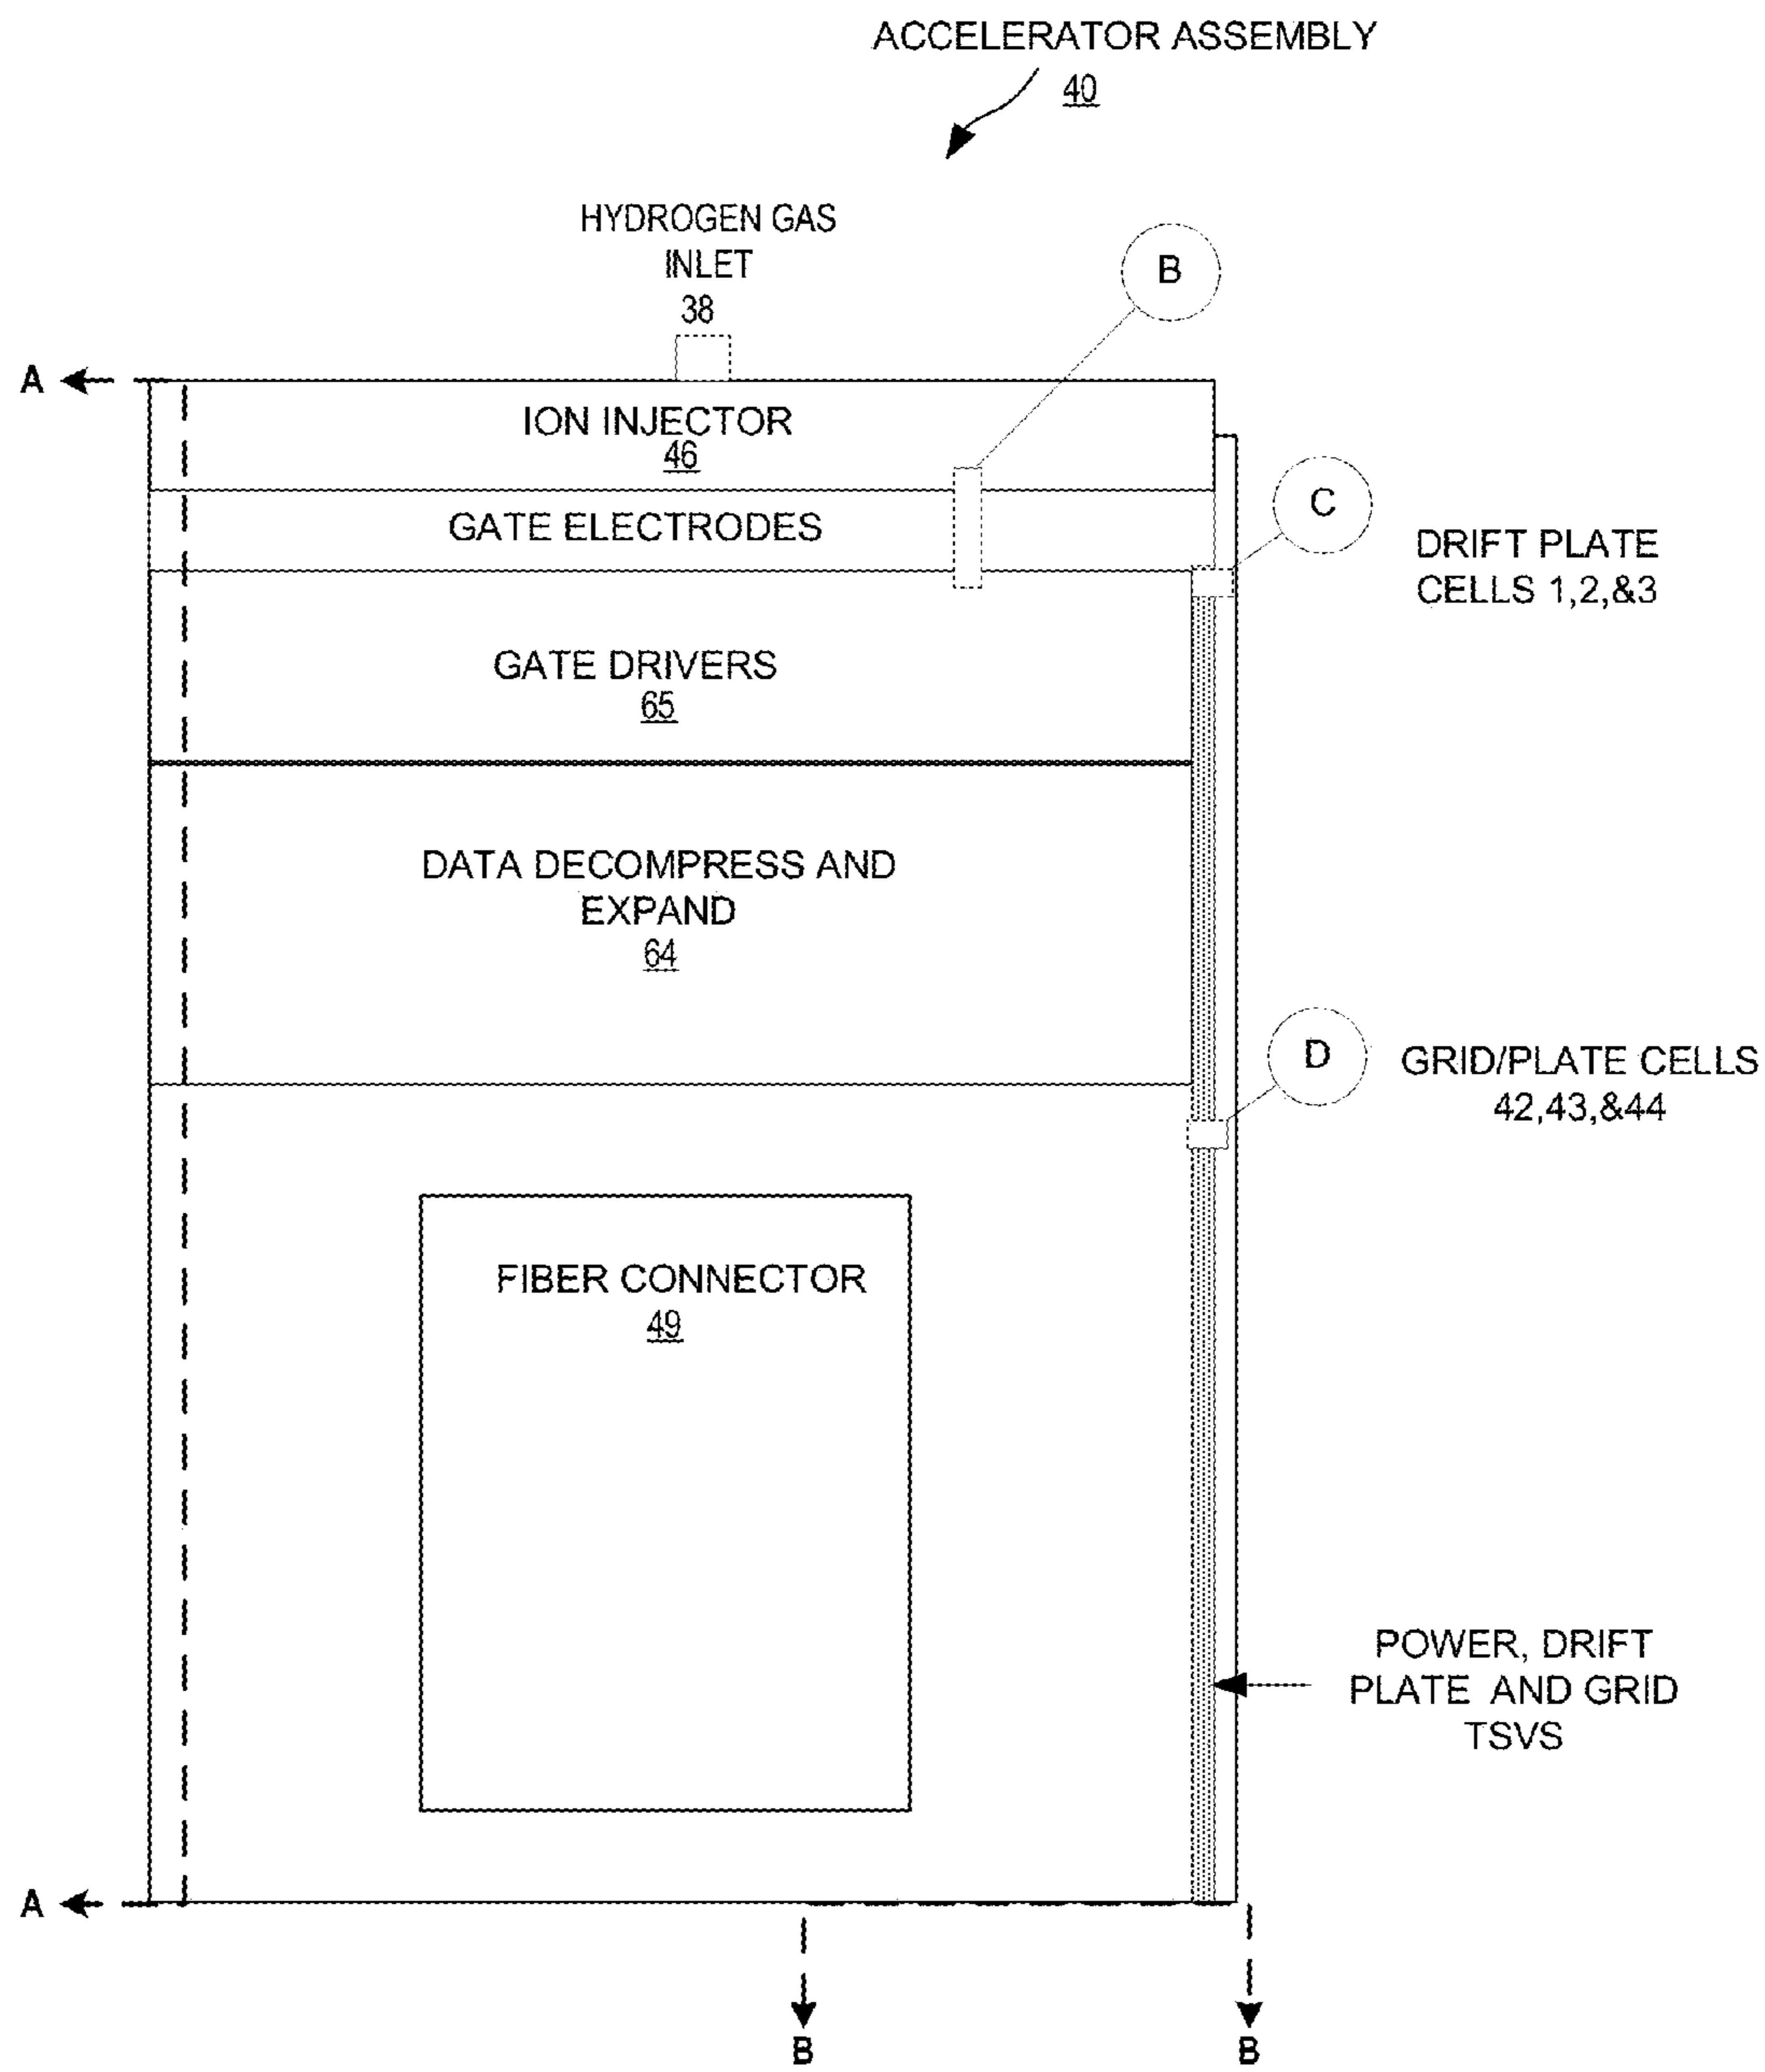 ACCELERATOR ASSEMBLY
40
HYDROGEN GAS
INLET
38
B
A
ION INJECTOR
46
C
GATE ELECTRODES
DRIFT PLATE
CELLS 1,2,&3
GATE DRIVERS
65
DATA DECOMPRESS AND
EXPAND
64
D
GRID/PLATE CELLS
42,43,&44
FIBER CONNECTOR
49
POWER, DRIFT
PLATE AND GRID
TSVS
A
B
B